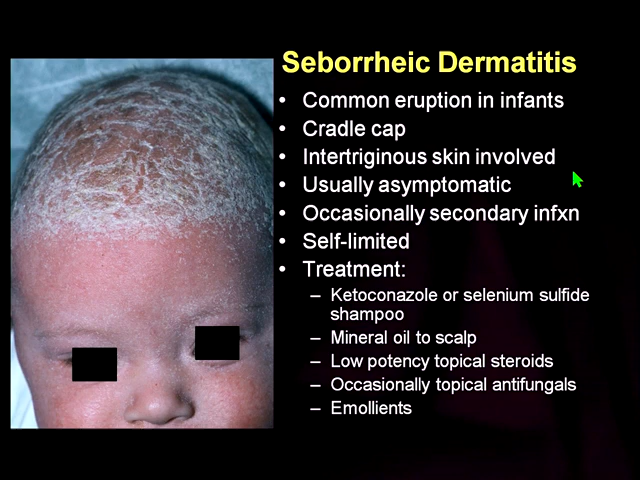 Seborrheic Dermatitis
• Common eruption in infants
• Cradle cap
• Intertriginous skin involved
• Usually asymptomatic
• Occasionally secondary infxn
• Self-limited
• Treatment:
– Ketoconazole or selenium sulfide
shampoo
– Mineral oil to scalp
– Low potency topical steroids
– Occasionally topical antifungals
– Emollients